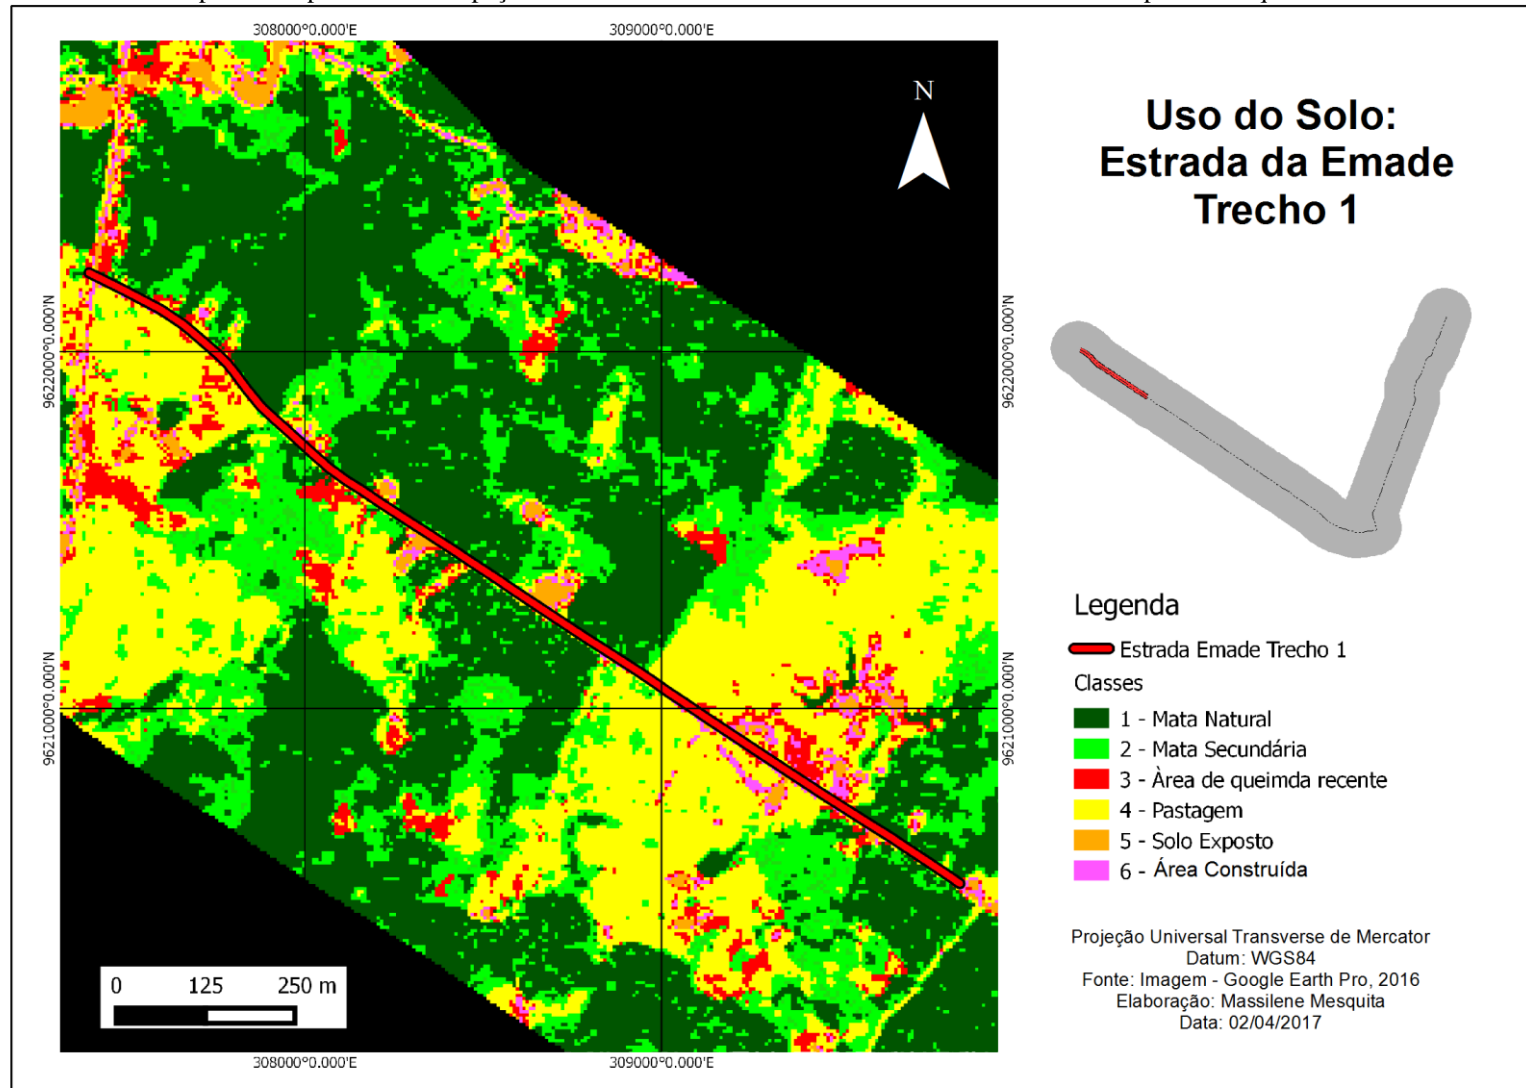 308000°0.000'E
309000°0.000'E
N
9622000°0.000'N
9622000°0.000'N
9621000°0.000'N
9621000°0.000'N
0 125 250 m
308000°0.000'E
309000°0.000'E
Uso do Solo:
Estrada da Emade
Trecho 1
Legenda
Estrada Emade Trecho 1
Classes
1 - Mata Natural
2 - Mata Secundária
3 - Àrea de queimda recente
4 - Pastagem
5 - Solo Exposto
6 - Área Construída
Projeção Universal Transverse de Mercator
Datum: WGS84
Fonte: Imagem - Google Earth Pro, 2016
Elaboração: Massilene Mesquita
Data: 02/04/2017